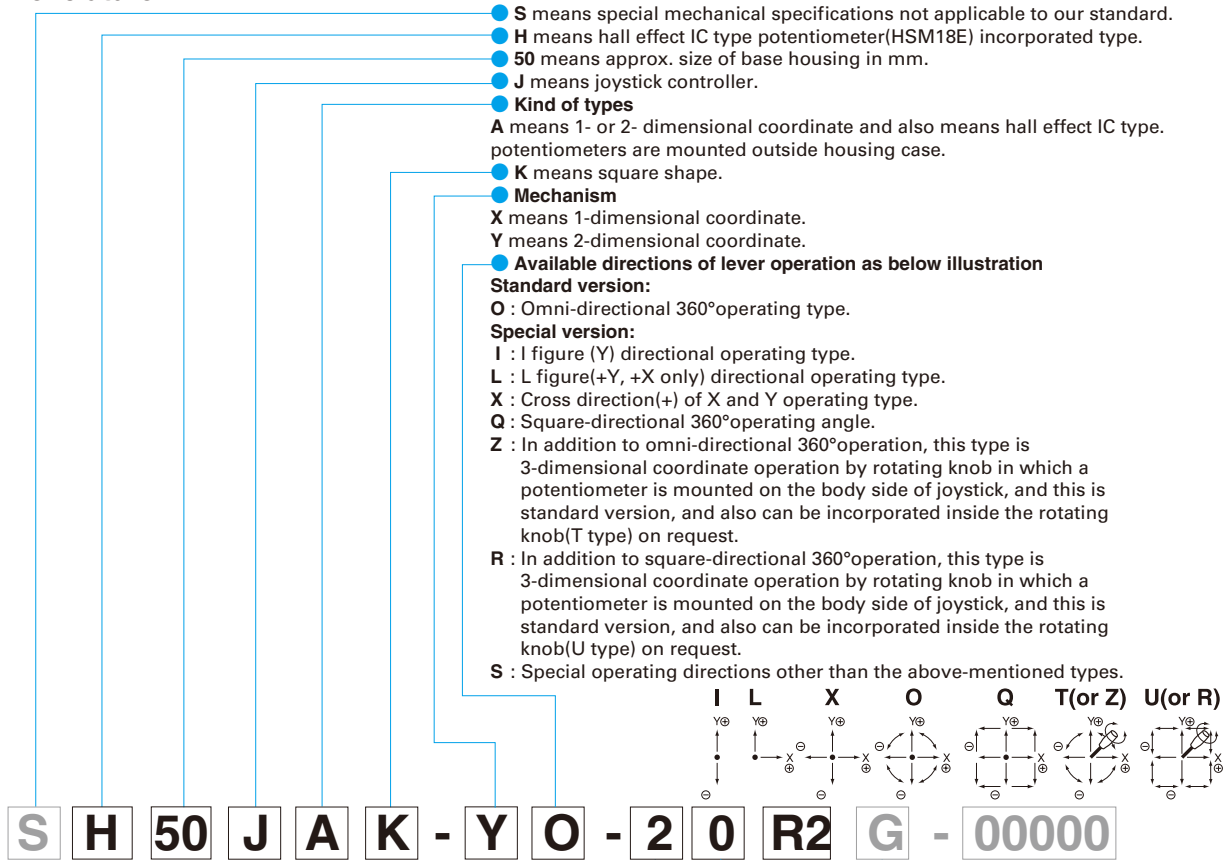 S means special mechanical specifications not applicable to our standard.
H means hall effect IC type potentiometer(HSM18E) incorporated type.
50 means approx. size of base housing in mm.
J means joystick controller.
Kind of types
A means 1- or 2- dimensional coordinate and also means hall effect IC type.
potentiometers are mounted outside housing case.
K means square shape.
Mechanism
X means 1-dimensional coordinate.
Y means 2-dimensional coordinate.
Available directions of lever operation as below illustration
Standard version:
O : Omni-directional 360°operating type.
Special version:
I : I figure (Y) directional operating type.
L : L figure(+Y, +X only) directional operating type.
X : Cross direction(+) of X and Y operating type.
Q : Square-directional 360°operating angle.
Z : In addition to omni-directional 360°operation, this type is
3-dimensional coordinate operation by rotating knob in which a
potentiometer is mounted on the body side of joystick, and this is
standard version, and also can be incorporated inside the rotating
knob(T type) on request.
R : In addition to square-directional 360°operation, this type is
3-dimensional coordinate operation by rotating knob in which a
potentiometer is mounted on the body side of joystick, and this is
standard version, and also can be incorporated inside the rotating
knob(U type) on request.
S : Special operating directions other than the above-mentioned types.
I L X O Q T(or Z) U(or R)
Y⊕ Y⊕ Y⊕ Y⊕ Y⊕ Y⊕ Y⊕
⊖ ⊖ ⊖ ⊖ ⊖
X X X X X X
⊕ ⊕ ⊕ ⊕ ⊕ ⊕
⊖ ⊖ ⊖ ⊖ ⊖ ⊖
S H 50 J A K - Y O - 2 0 R2 G - 00000